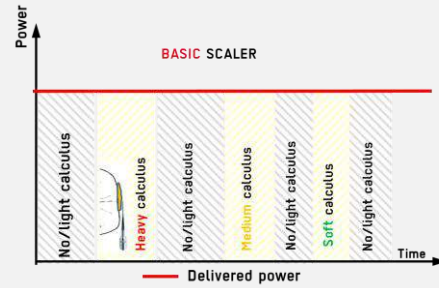 Power
BASIC SCALER
No/light calculus
Heavy calculus
No/light calculus
Medium calculus
No/light calculus
Soft calculus
No/light calculus
Time
Delivered power